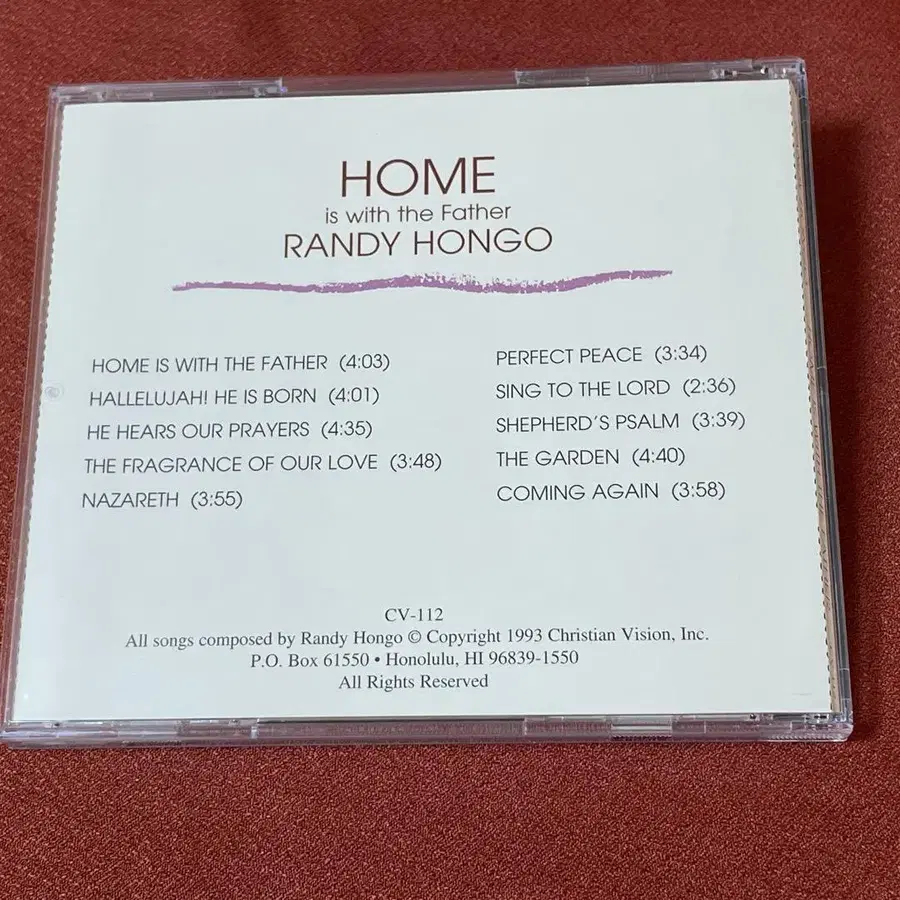 HOME
is with the Father
RANDY HONGO
HOME IS WITH THE FATHER (4:03)
HALLELUJAH! HE IS BORN (4:01)
HE HEARS OUR PRAYERS (4:35)
THE FRAGRANCE OF OUR LOVE (3:48)
NAZARETH (3:55)
PERFECT PEACE (3:34)
SING TO THE LORD (2:36)
SHEPHERD'S PSALM (3:39)
THE GARDEN (4:40)
COMING AGAIN (3:58)
CV-112
All songs composed by Randy Hongo © Copyright 1993 Christian Vision, Inc.
P.O. Box 61550 • Honolulu, HI 96839-1550
All Rights Reserved